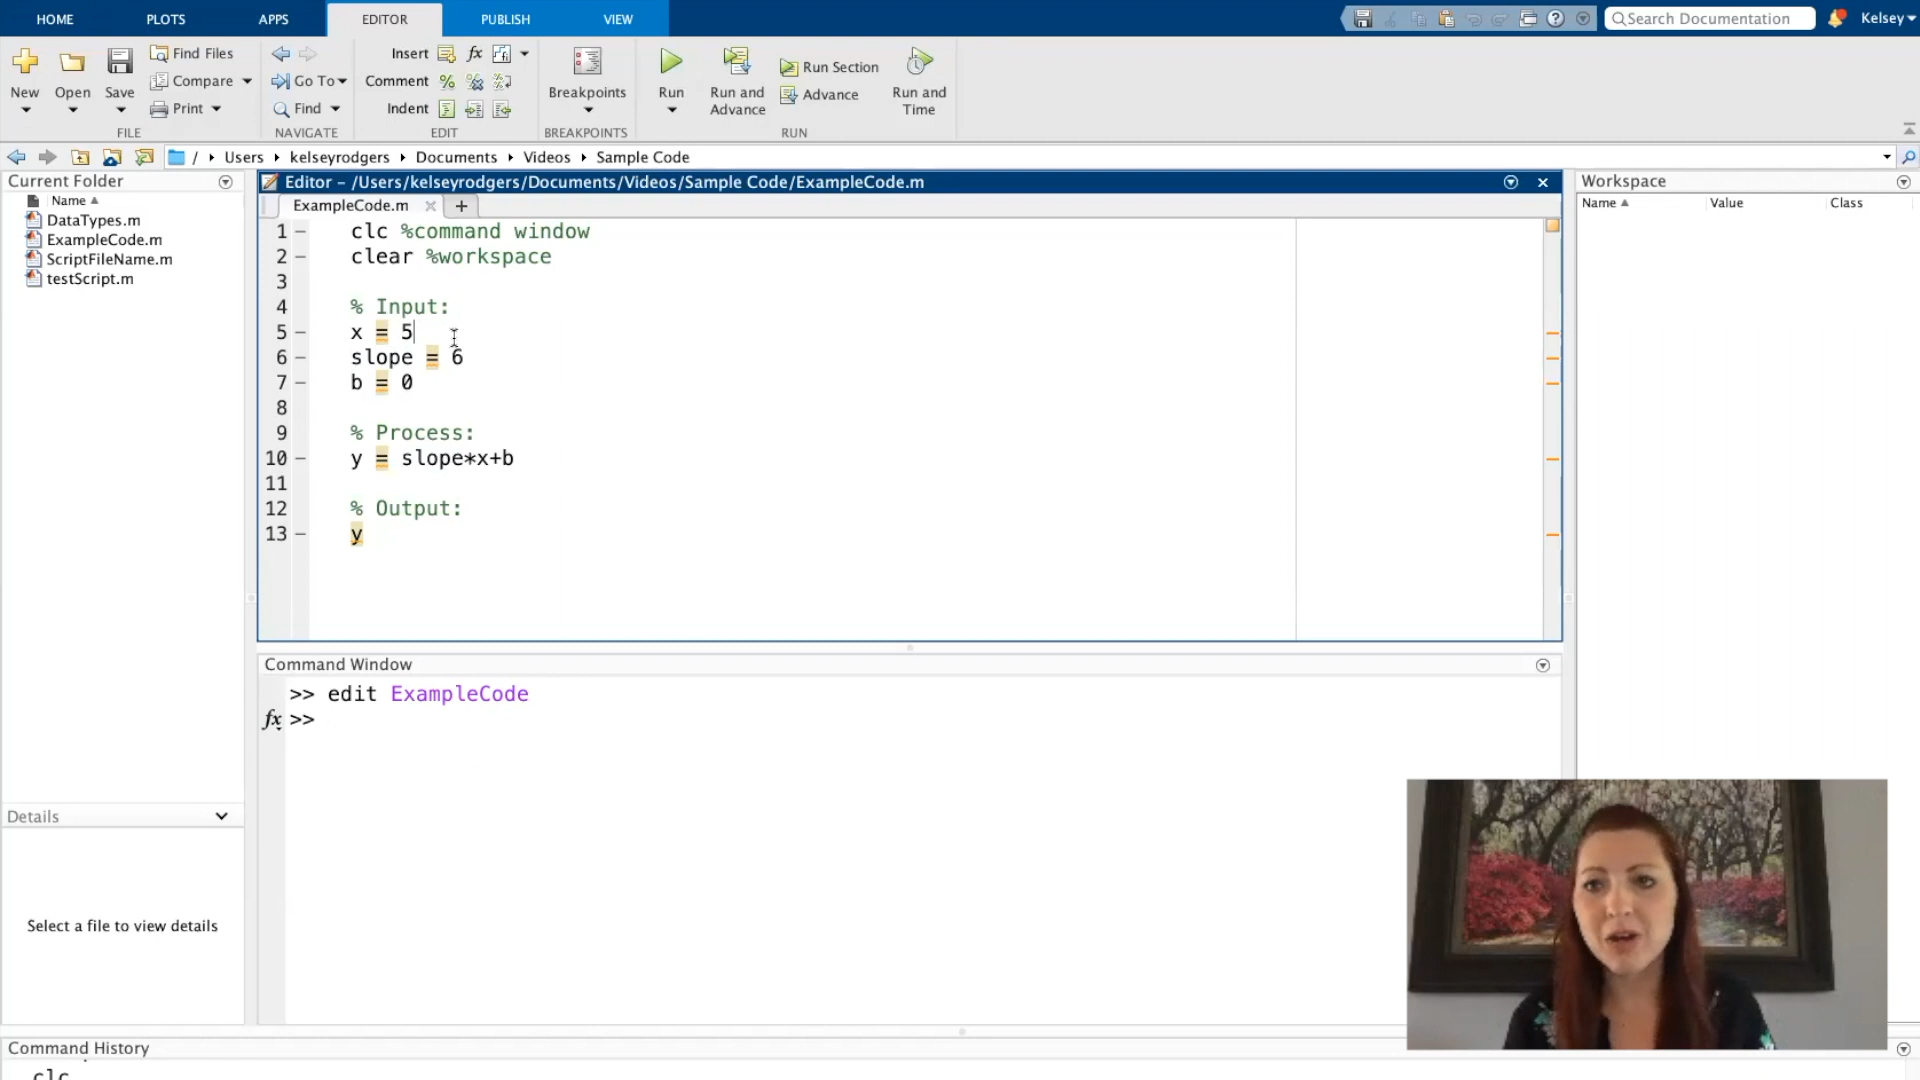 HOME PLOTS APPS EDITOR PUBLISH VIEW Search Documentation Kelsey
New Open Save Find Files Compare Print
FILE
Go To Find
NAVIGATE
Insert fx
Comment
Indent
EDIT
Breakpoints
BREAKPOINTS
Run Run and Advance Run Section Advance Run and Time
RUN
/ Users kelseyrodgers Documents Videos Sample Code
Current Folder
Name
DataTypes.m
ExampleCode.m
ScriptFileName.m
testScript.m
Details
Select a file to view details
Editor – /Users/kelseyrodgers/Documents/Videos/Sample Code/ExampleCode.m
ExampleCode.m × +
1 – clc %command window
2 – clear %workspace
3
4 % Input:
5 – x = 5
6 – slope = 6
7 – b = 0
8
9 % Process:
10 – y = slope*x+b
11
12 % Output:
13 – y
Command Window
>> edit ExampleCode
fx >>
Workspace
Name Value Class
Command History
clc